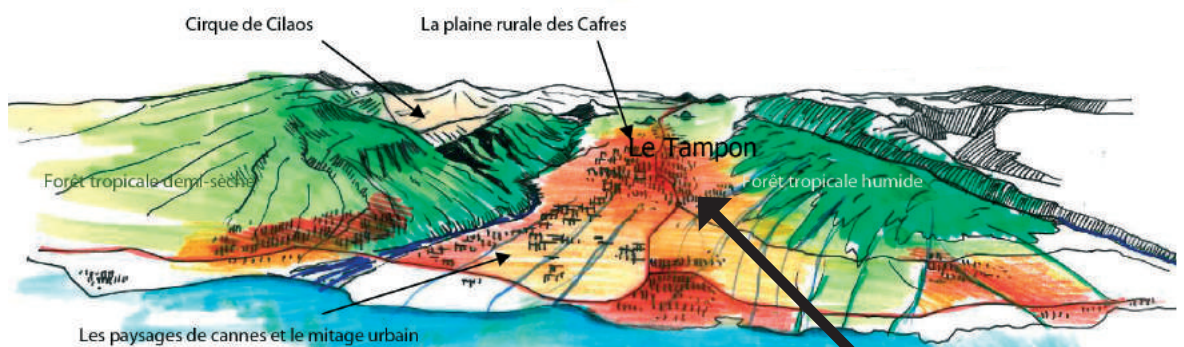 Cirque de Cilaos
La plaine rurale des Cafres
Le Tampon
Forêt tropicale demi-sèche
Forêt tropicale humide
Les paysages de cannes et le mitage urbain